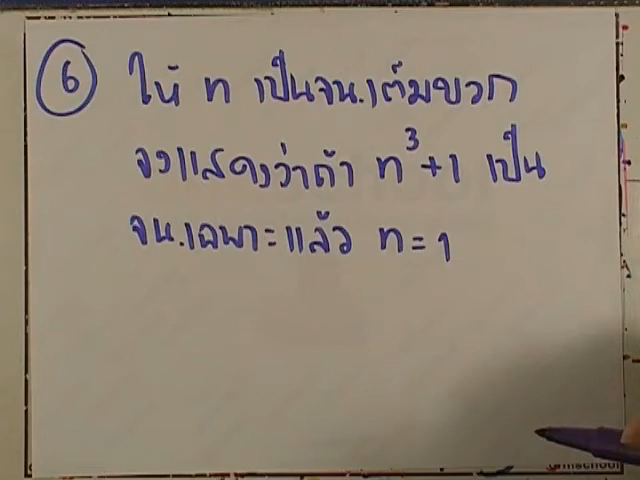 6 ให้ n เป็นจน.เต็มบวก
จงแสดงว่าถ้า n³+1 เป็น
จน.เฉพาะแล้ว n=1